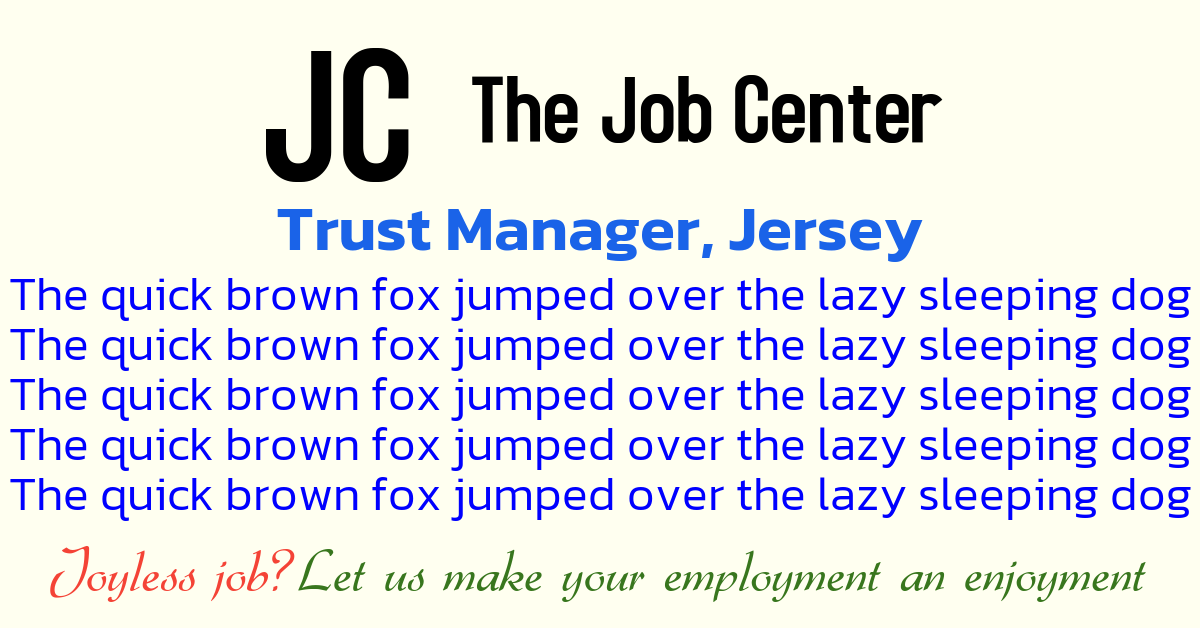 JC The Job Center
Trust Manager, Jersey
The quick brown fox jumped over the lazy sleeping dog
The quick brown fox jumped over the lazy sleeping dog
The quick brown fox jumped over the lazy sleeping dog
The quick brown fox jumped over the lazy sleeping dog
The quick brown fox jumped over the lazy sleeping dog
Joyless job? Let us make your employment an enjoyment